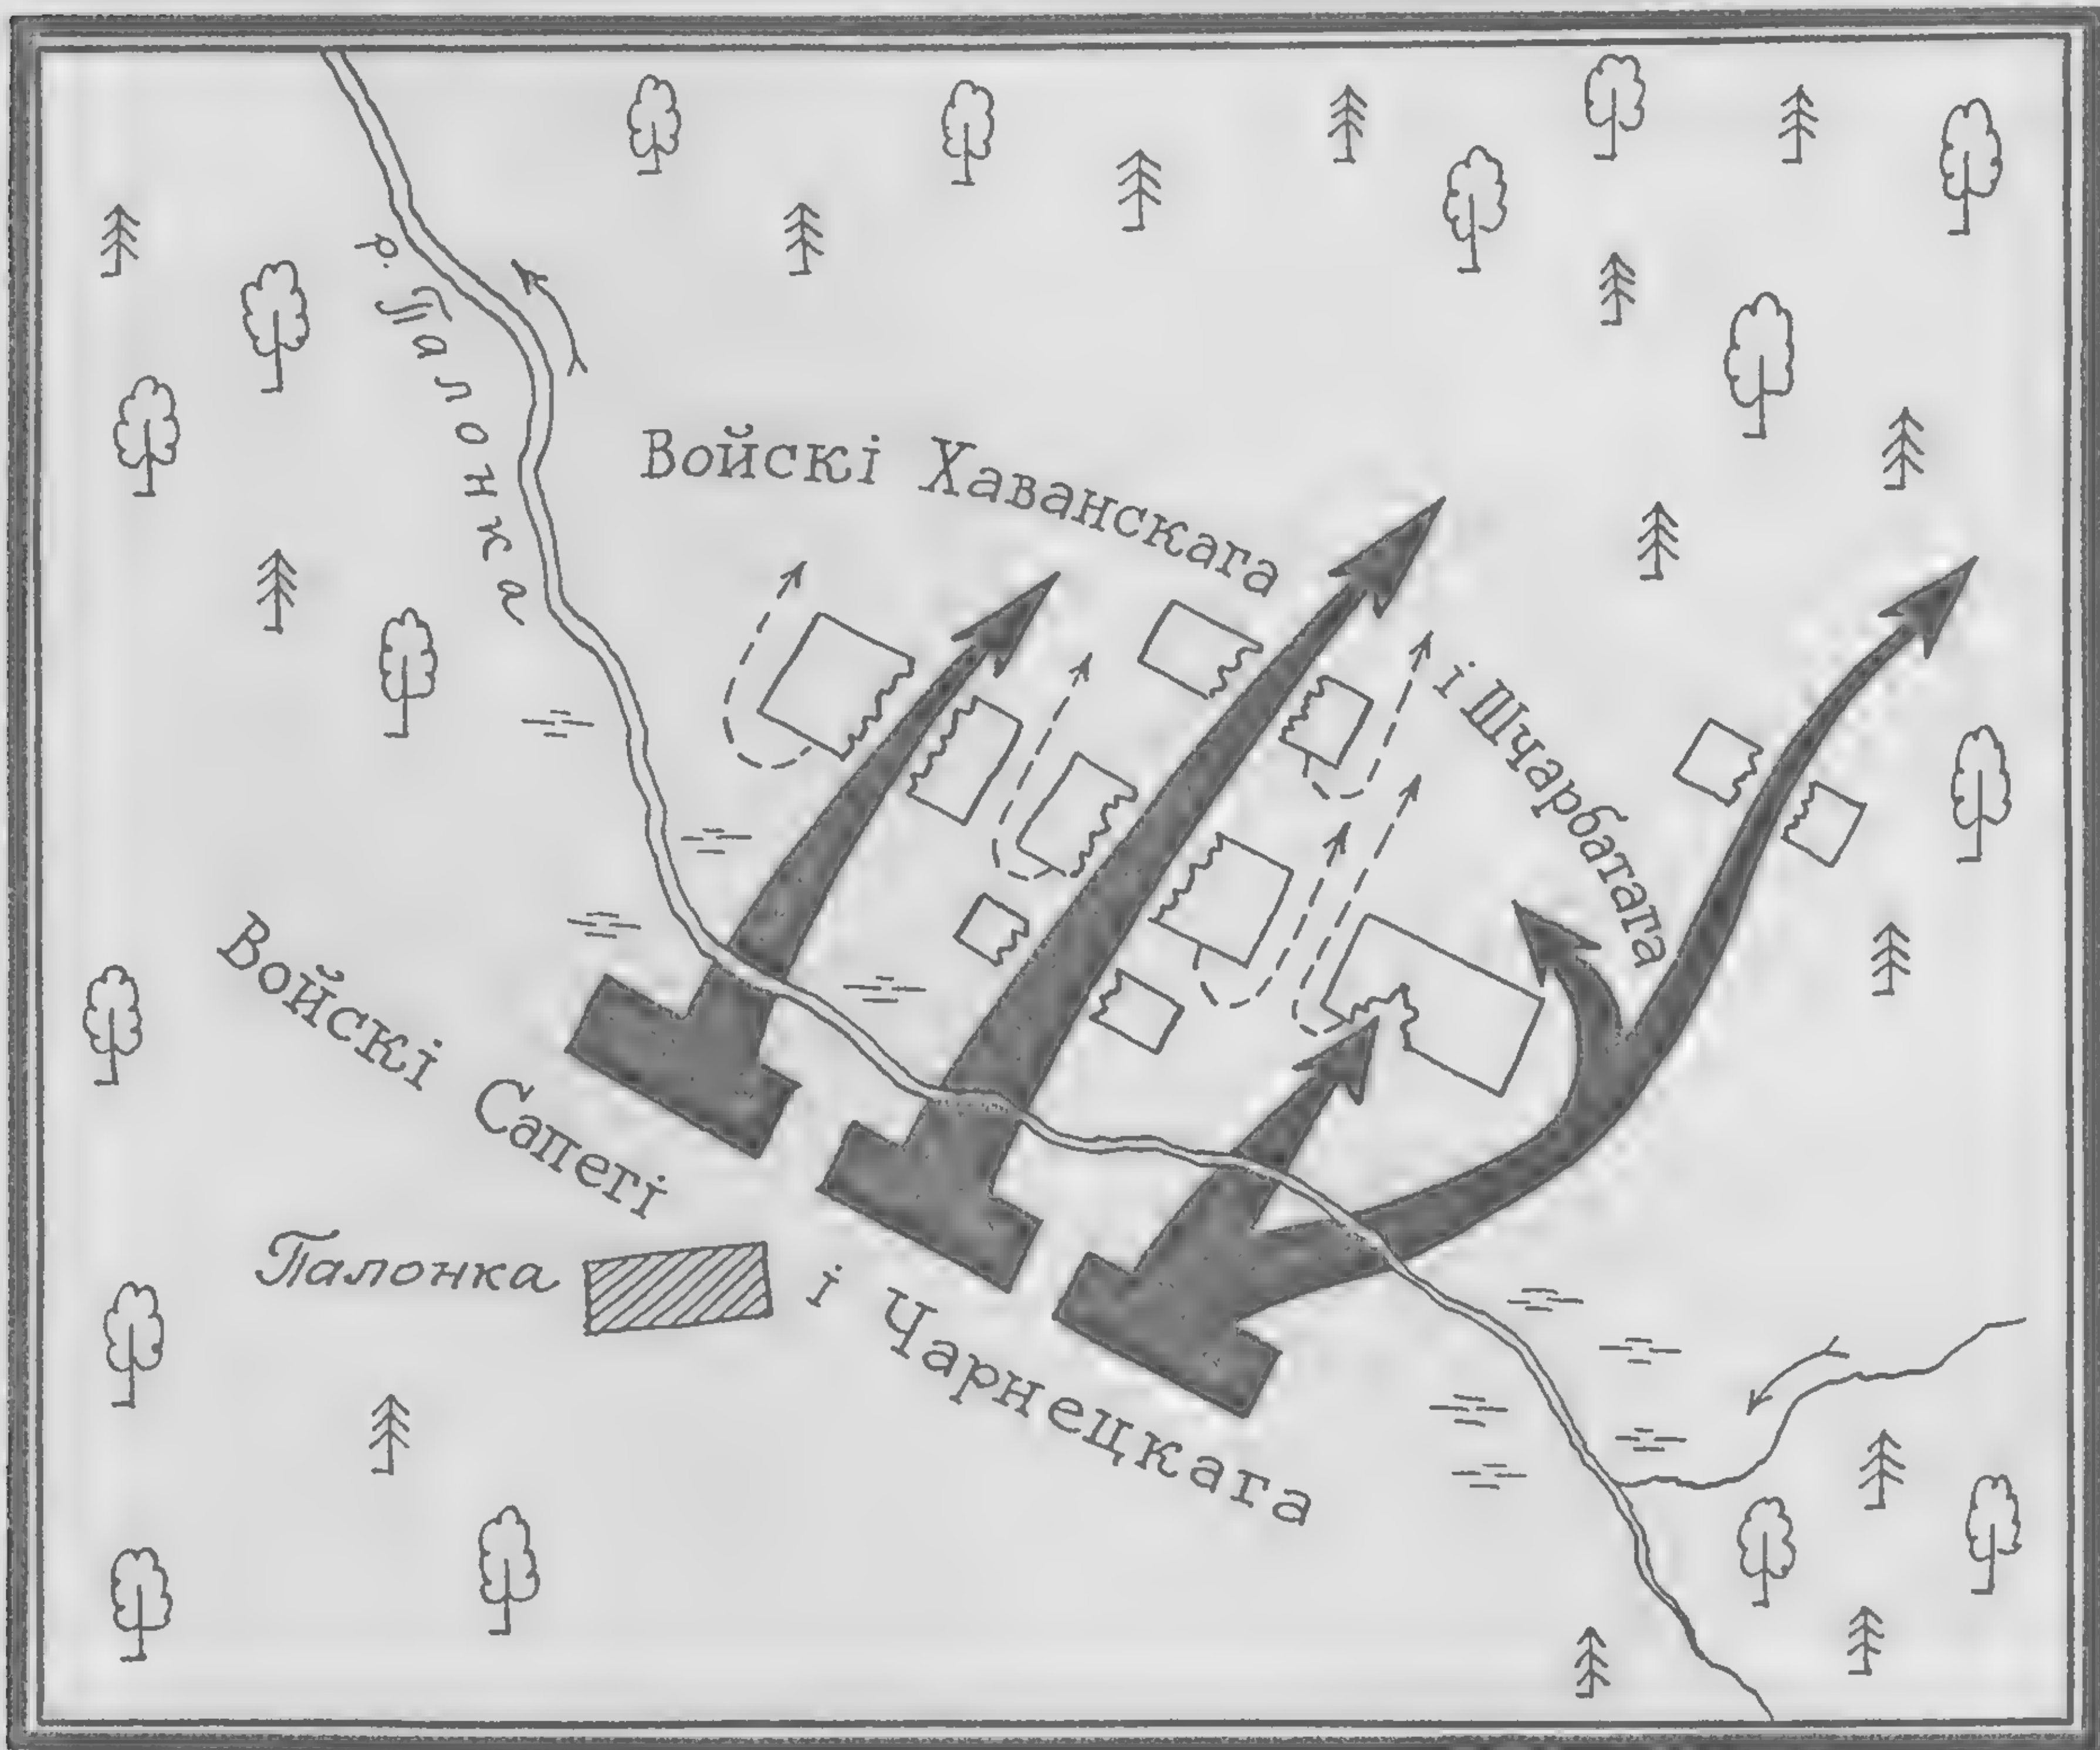 р. Палонка
Войскі Хаванскага
і Шчарбатага
Войскі Сапегі
і Чарнецкага
Палонка